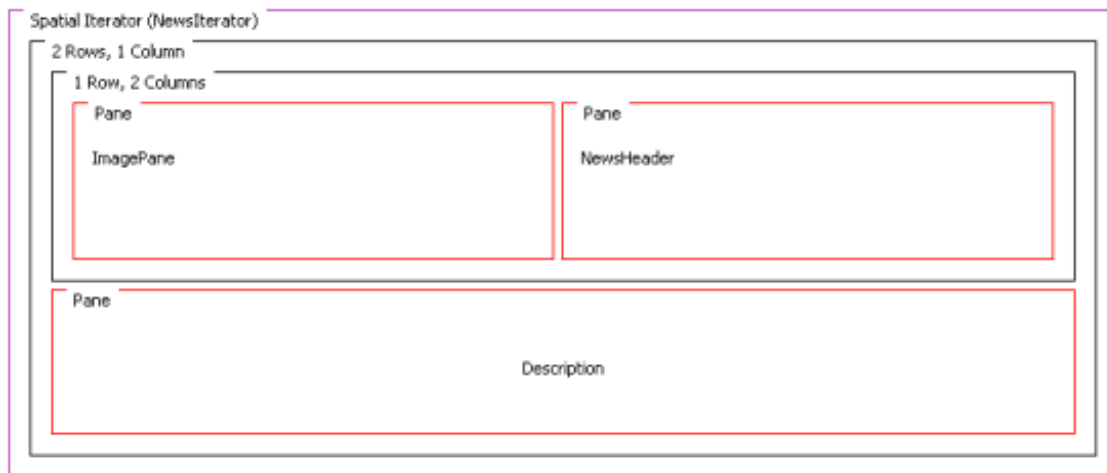 Spatial Iterator (NewsIterator)
2 Rows, 1 Column
1 Row, 2 Columns
Pane
Pane
ImagePane
NewsHeader
Pane
Description